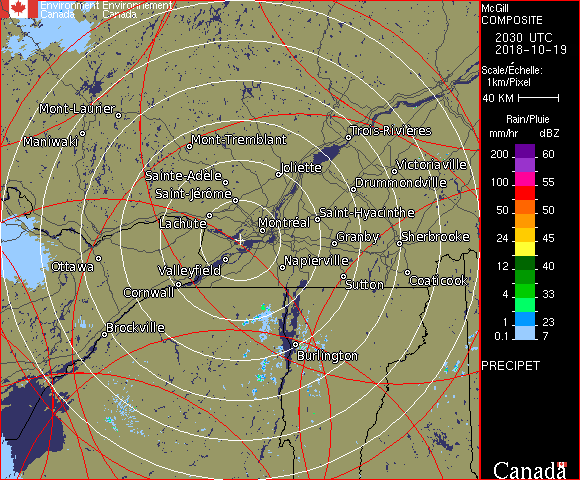 Environment Environnement
Canada Canada
McGill
COMPOSITE
2030 UTC
2018-10-19
Scale/Échelle:
1km/Pixel
40 KM
Rain/Pluie
mm/hr dBZ
200 60
100 55
50 50
24 45
12 40
4 33
1 23
0.1 7
PRECIPET
Canada
Mont-Laurier
Maniwaki
Mont-Tremblant
Trois-Rivières
Sainte-Adèle
Joliette
Victoriaville
Saint-Jérôme
Drummondville
Lachute
Montréal
Saint-Hyacinthe
Granby
Sherbrooke
Ottawa
Valleyfield
Napierville
Cornwall
Sutton
Coaticook
Brockville
Burlington